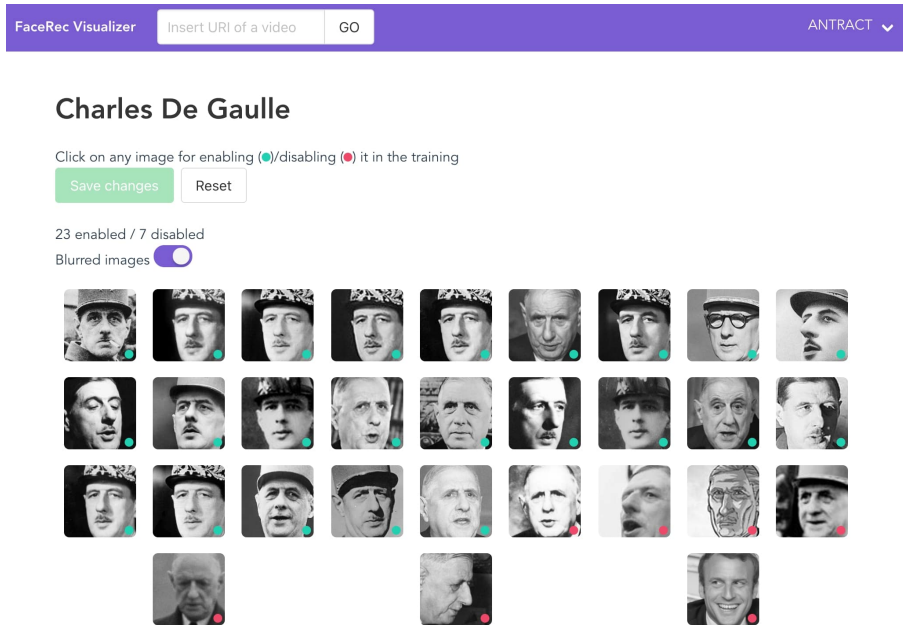 FaceRec Visualizer Insert URI of a video GO ANTRACT
Charles De Gaulle
Click on any image for enabling (●)/disabling (●) it in the training
Save changes Reset
23 enabled / 7 disabled
Blurred images